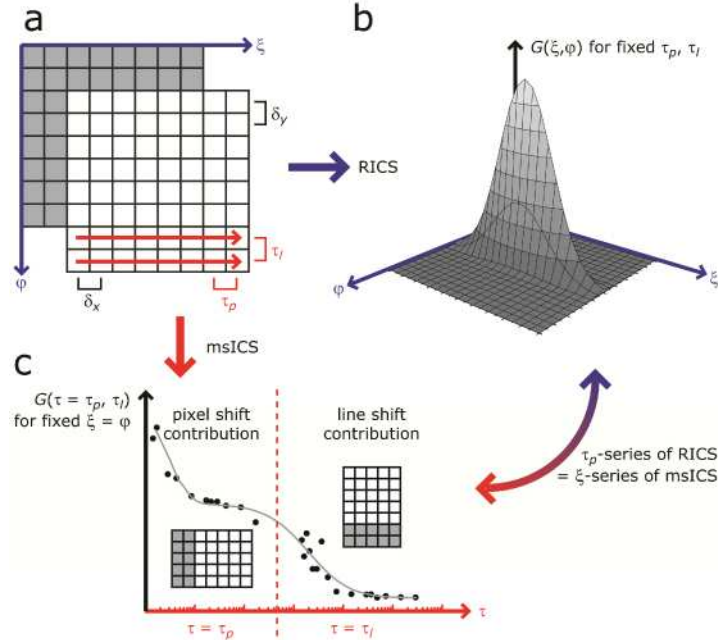 a
ξ
δy
τl
φ
δx
τp
RICS
b
G(ξ,φ) for fixed τp, τl
φ
ξ
msICS
c
G(τ = τp, τl)
for fixed ξ = φ
pixel shift
contribution
line shift
contribution
τp-series of RICS
= ξ-series of msICS
τ
τ = τp
τ = τl